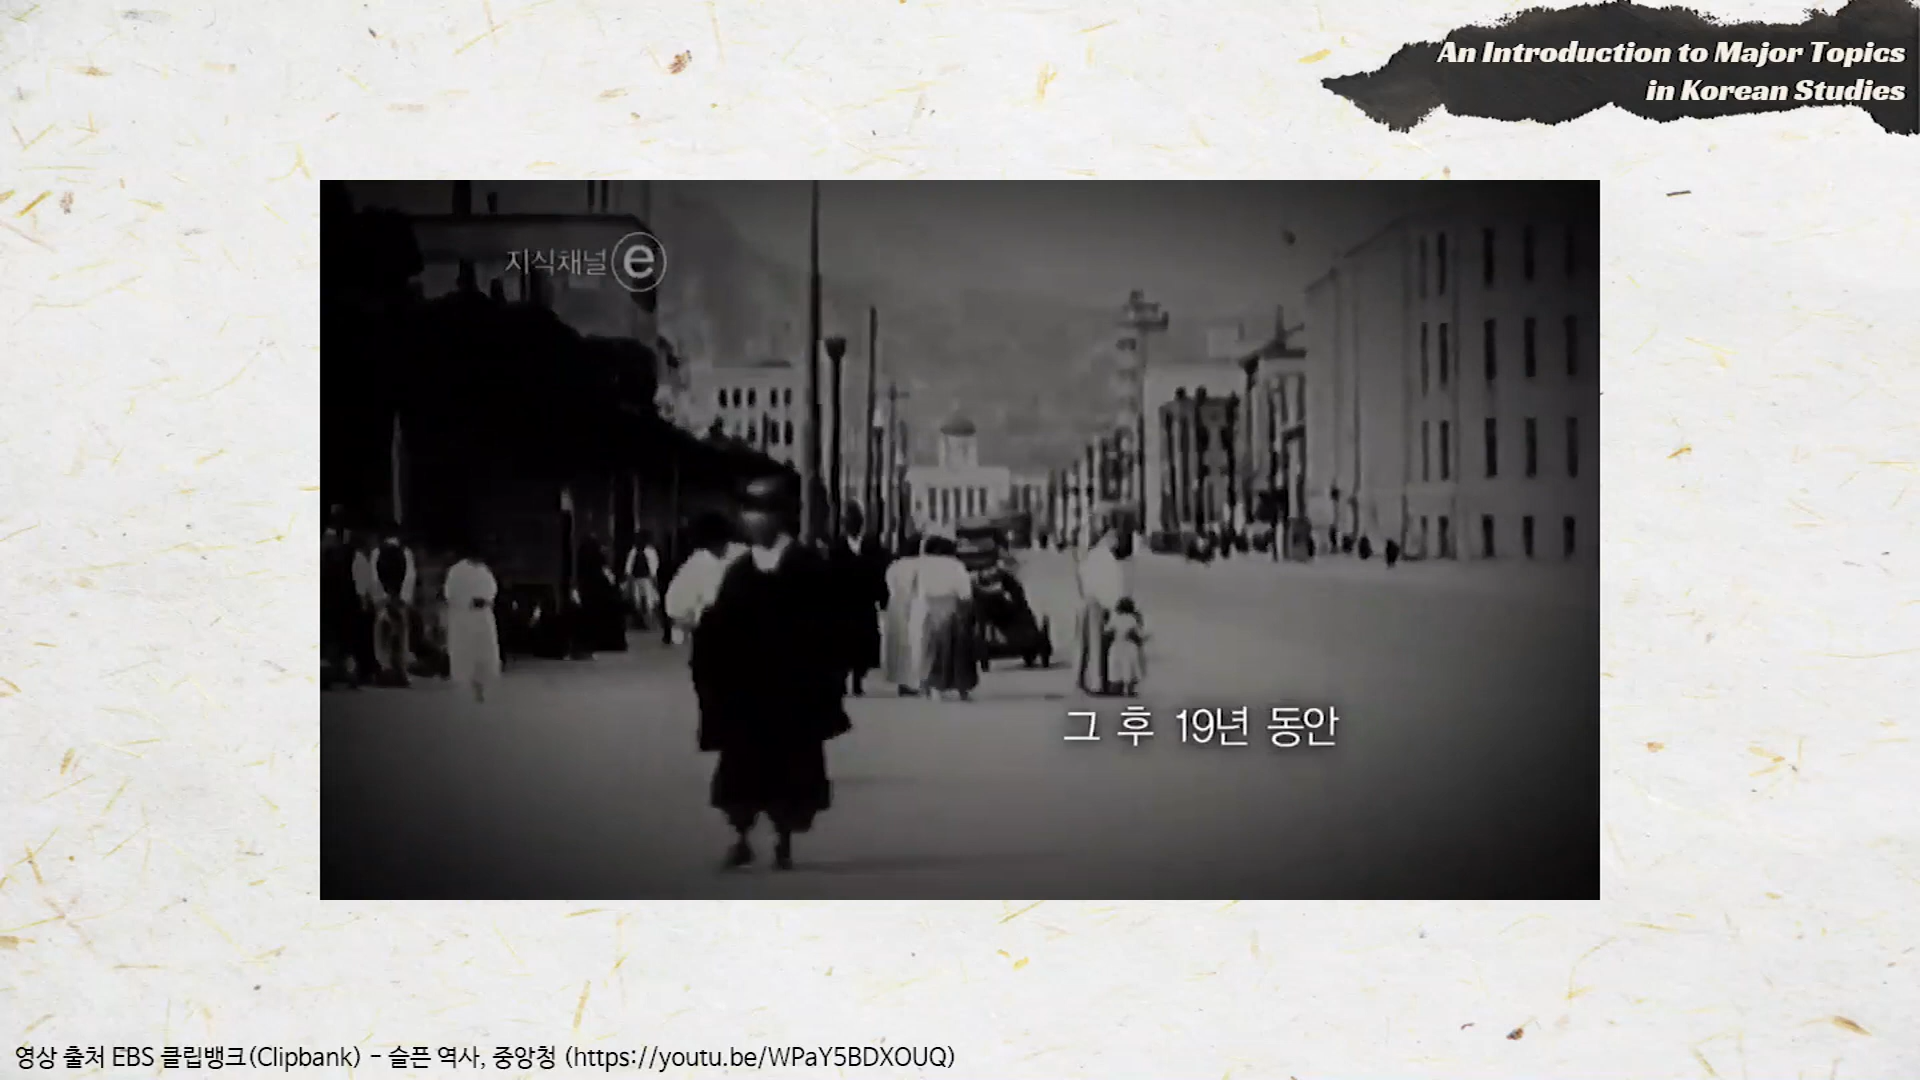 An Introduction to Major Topics
in Korean Studies
지식채널 e
그 후 19년 동안
영상 출처 EBS 클립뱅크(Clipbank) - 슬픈 역사, 중앙청 (https://youtu.be/WPaY5BDXOUQ)